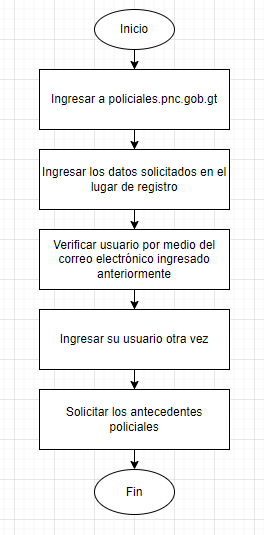 Inicio
Ingresar a policiales.pnc.gob.gt
Ingresar los datos solicitados en el
lugar de registro
Verificar usuario por medio del
correo electrónico ingresado
anteriormente
Ingresar su usuario otra vez
Solicitar los antecedentes
policiales
Fin